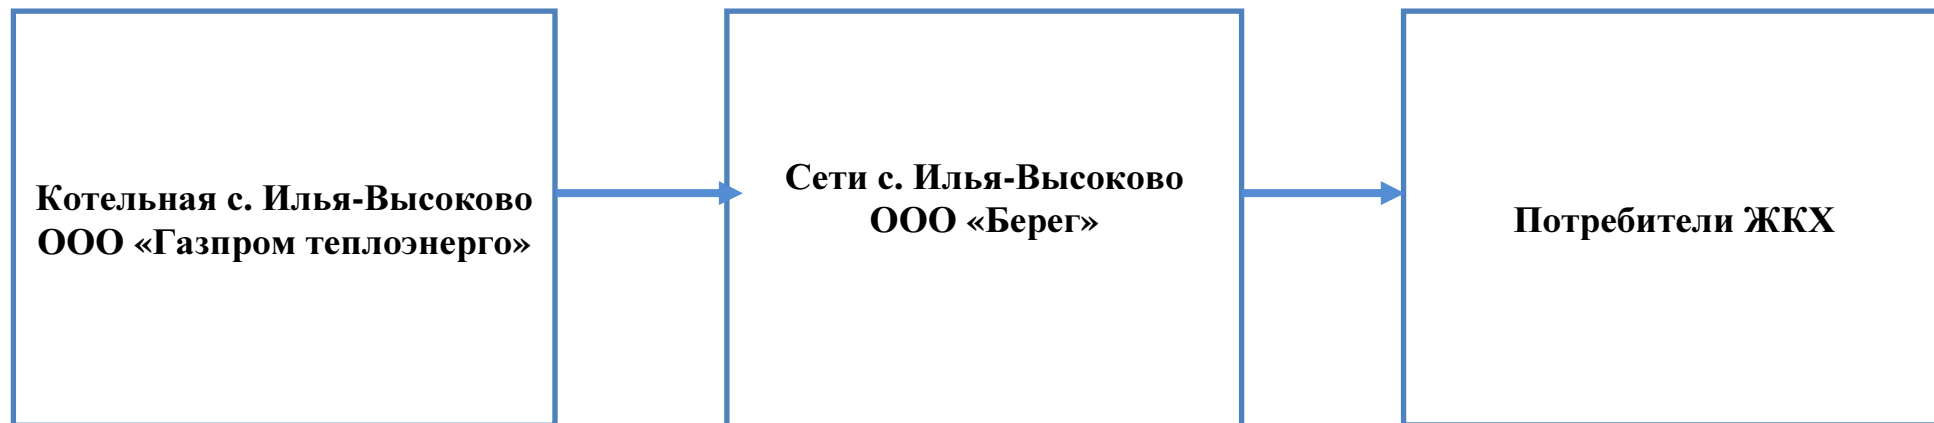 Котельная с. Илья-Высоково
ООО «Газпром теплоэнерго»
Сети с. Илья-Высоково
ООО «Берег»
Потребители ЖКХ